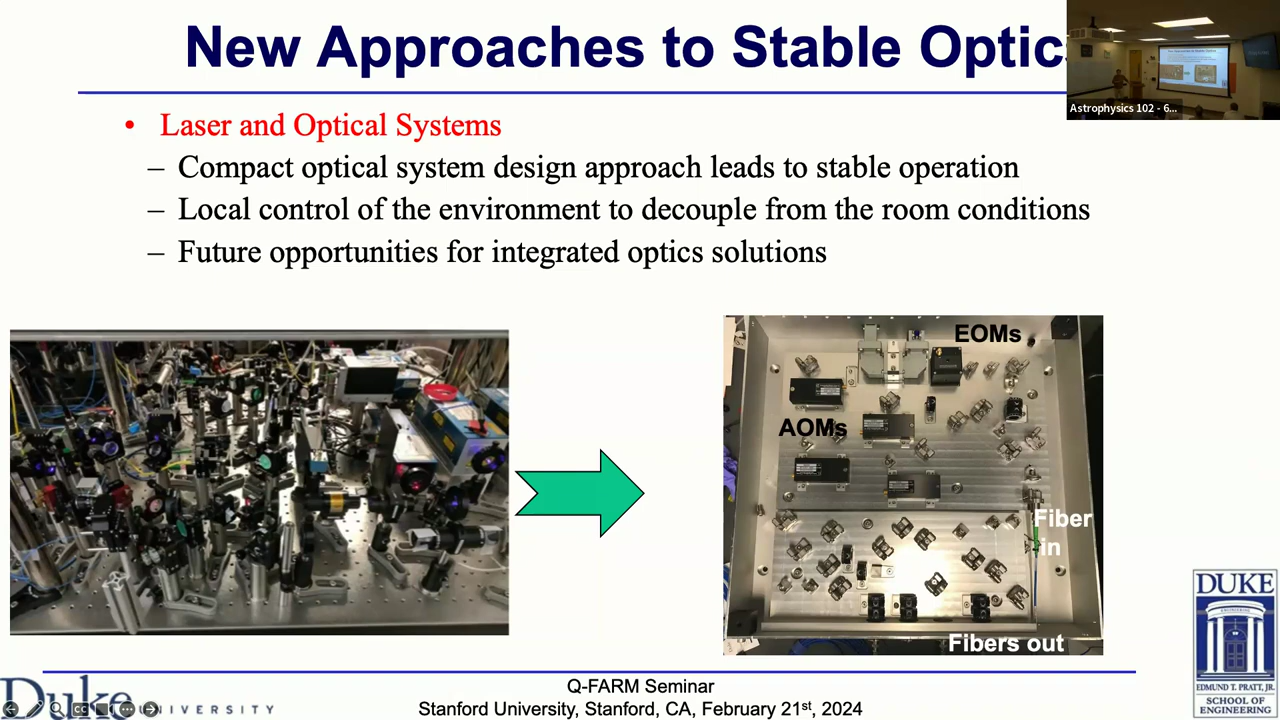 New Approaches to Stable Optic
Astrophysics 102 - 6...
• Laser and Optical Systems
– Compact optical system design approach leads to stable operation
– Local control of the environment to decouple from the room conditions
– Future opportunities for integrated optics solutions
EOMs
AOMs
Fiber
in
Fibers out
DUKE
ENGINEERING
EDMUND T. PRATT, JR.
SCHOOL OF
ENGINEERING
Q-FARM Seminar
Duke
UNIVERSITY
CC
Stanford University, Stanford, CA, February 21st, 2024